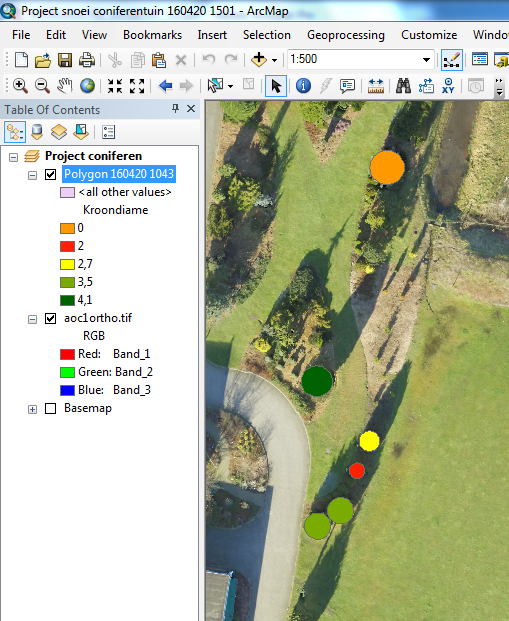 Project snoei coniferentuin 160420 1501 - ArcMap
File Edit View Bookmarks Insert Selection Geoprocessing Customize Windo
1:500
XY
Table Of Contents
Project coniferen
Polygon 160420 1043
<all other values>
Kroondiame
0
2
2,7
3,5
4,1
aoc1ortho.tif
RGB
Red: Band_1
Green: Band_2
Blue: Band_3
Basemap